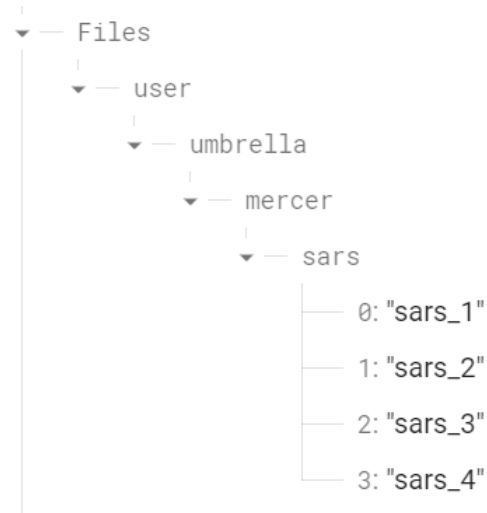 Files
user
umbrella
mercer
sars
0: "sars_1"
1: "sars_2"
2: "sars_3"
3: "sars_4"